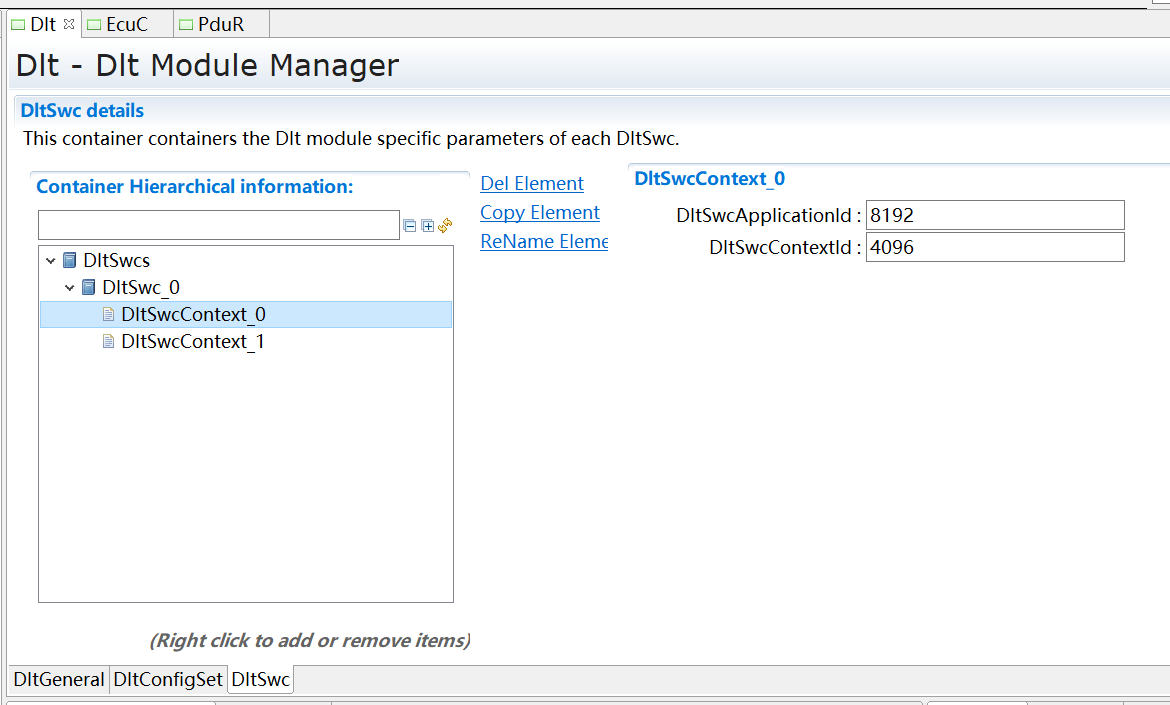 Dlt EcuC PduR
Dlt - Dlt Module Manager
DltSwc details
This container containers the Dlt module specific parameters of each DltSwc.
Container Hierarchical information:
DltSwcs
DltSwc_0
DltSwcContext_0
DltSwcContext_1
(Right click to add or remove items)
Del Element
Copy Element
ReName Eleme
DltSwcContext_0
DltSwcApplicationId : 8192
DltSwcContextId : 4096
DltGeneral DltConfigSet DltSwc